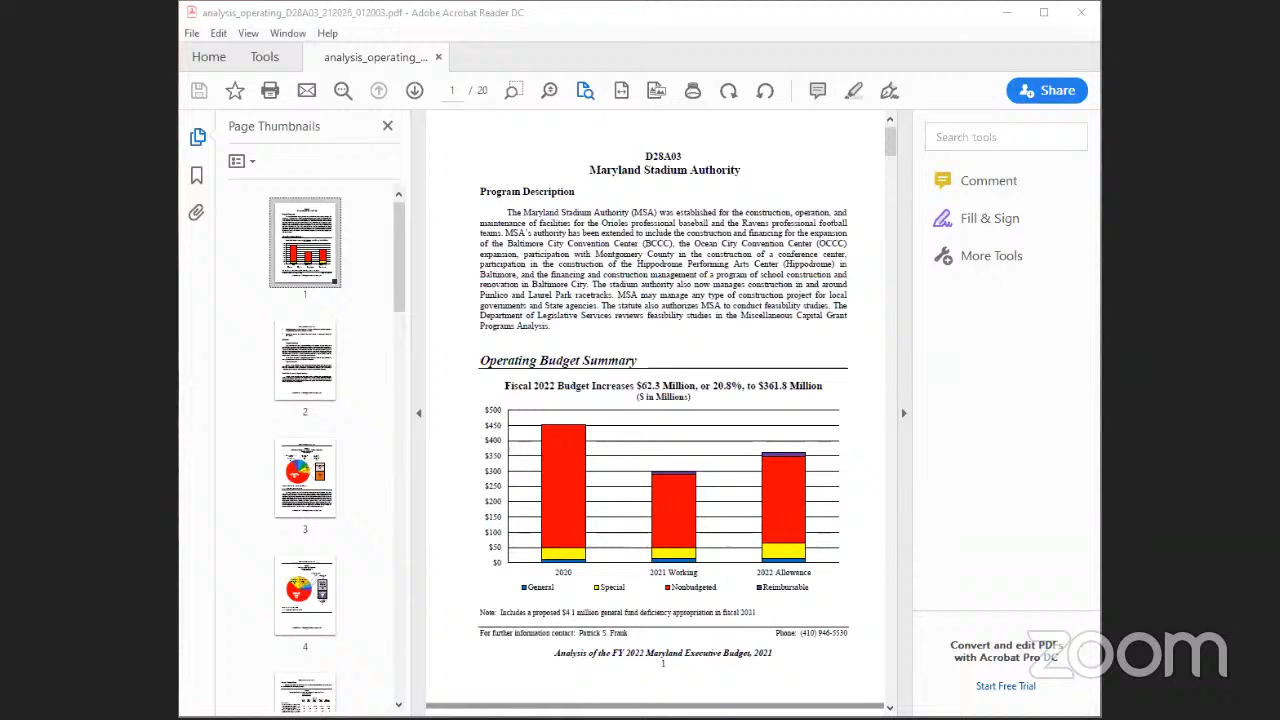 analysis_operating_D28A03_212026_012003.pdf - Adobe Acrobat Reader DC
File Edit View Window Help
Home Tools analysis_operating_...
1 / 20
Share
Page Thumbnails
1
2
3
4
D28A03
Maryland Stadium Authority
Program Description
The Maryland Stadium Authority (MSA) was established for the construction, operation, and
maintenance of facilities for the Orioles professional baseball and the Ravens professional football
teams. MSA's authority has been extended to include the construction and financing for the expansion
of the Baltimore City Convention Center (BCCC), the Ocean City Convention Center (OCCC)
expansion, participation with Montgomery County in the construction of a conference center,
participation in the construction of the Hippodrome Performing Arts Center (Hippodrome) in
Baltimore, and the financing and construction management of a program of school construction and
renovation in Baltimore City. The stadium authority also now manages construction in and around
Pimlico and Laurel Park racetracks. MSA may manage any type of construction project for local
governments and State agencies. The statute also authorizes MSA to conduct feasibility studies. The
Department of Legislative Services reviews feasibility studies in the Miscellaneous Capital Grant
Programs Analysis.
Operating Budget Summary
Fiscal 2022 Budget Increases $62.3 Million, or 20.8%, to $361.8 Million
($ in Millions)
$500
$450
$400
$350
$300
$250
$200
$150
$100
$50
$0
2020 2021 Working 2022 Allowance
General Special Nonbudgeted Reimbursable
Note: Includes a proposed $4.1 million general fund deficiency appropriation in fiscal 2021
For further information contact: Patrick S. Frank Phone: (410) 946-5530
Analysis of the FY 2022 Maryland Executive Budget, 2021
1
Search tools
Comment
Fill & Sign
More Tools
Convert and edit PDFs
with Acrobat Pro DC
Start Free Trial
zoom